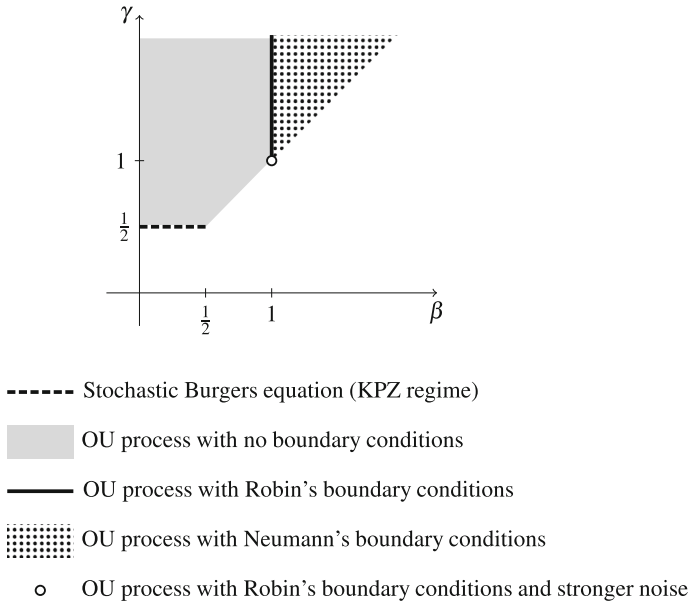 γ
1
1/2
1/2
1
β
Stochastic Burgers equation (KPZ regime)
OU process with no boundary conditions
OU process with Robin's boundary conditions
OU process with Neumann's boundary conditions
OU process with Robin's boundary conditions and stronger noise